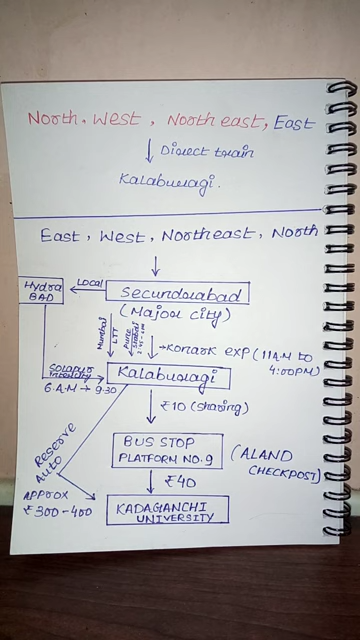 North, West, North east, East
Direct train
Kalaburagi.
East, West, Northeast, North
Hydra
BAD
Local
Secunderabad
(Major city)
Mumbai
LTT
Pune
Konark exp (11A.M to
4:00PM)
Solapur
Intercity
6 A.M → 9:30
Kalaburagi
₹10 (sharing)
BUS STOP
PLATFORM NO.9
(ALAND
CHECKPOST)
Reserve
Auto
₹40
APPROX
₹300-400
KADAGANCHI
UNIVERSITY